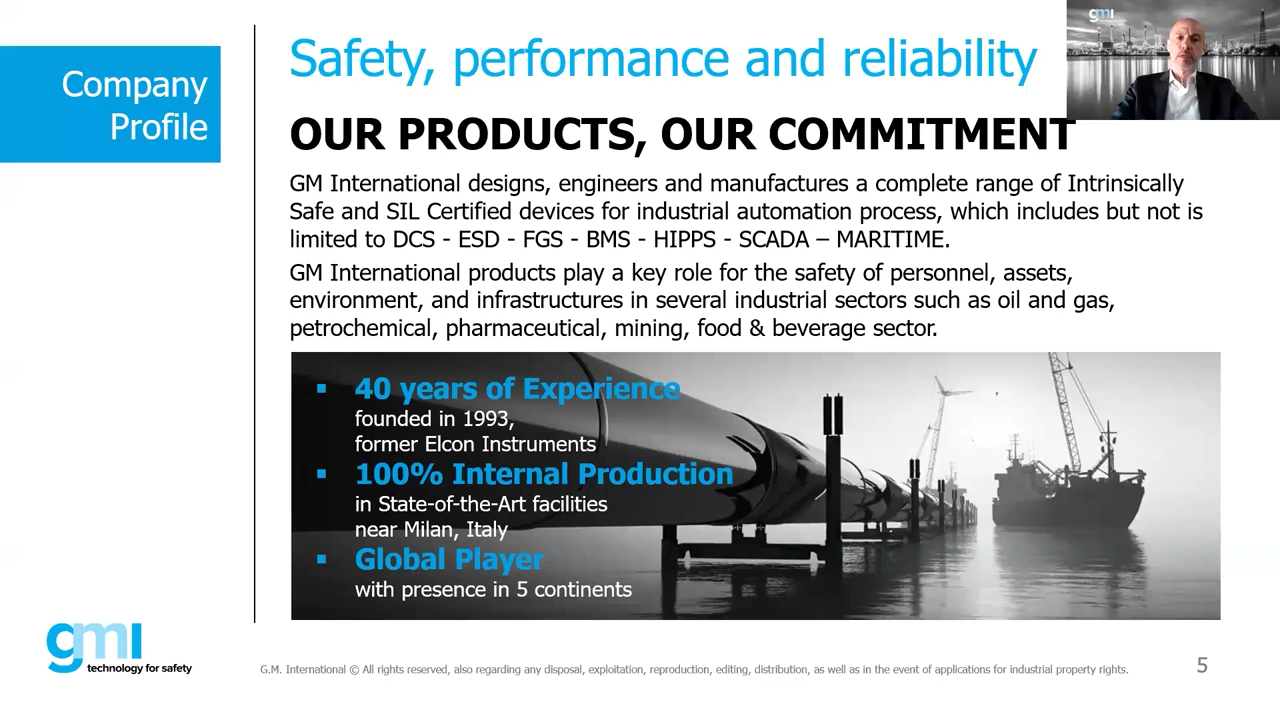 Company
Profile
Safety, performance and reliability
OUR PRODUCTS, OUR COMMITMENT
GM International designs, engineers and manufactures a complete range of Intrinsically
Safe and SIL Certified devices for industrial automation process, which includes but not is
limited to DCS - ESD - FGS - BMS - HIPPS - SCADA – MARITIME.
GM International products play a key role for the safety of personnel, assets,
environment, and infrastructures in several industrial sectors such as oil and gas,
petrochemical, pharmaceutical, mining, food & beverage sector.
▪ 40 years of Experience
founded in 1993,
former Elcon Instruments
▪ 100% Internal Production
in State-of-the-Art facilities
near Milan, Italy
▪ Global Player
with presence in 5 continents
gmi
gmi
technology for safety
G.M. International © All rights reserved, also regarding any disposal, exploitation, reproduction, editing, distribution, as well as in the event of applications for industrial property rights.
5